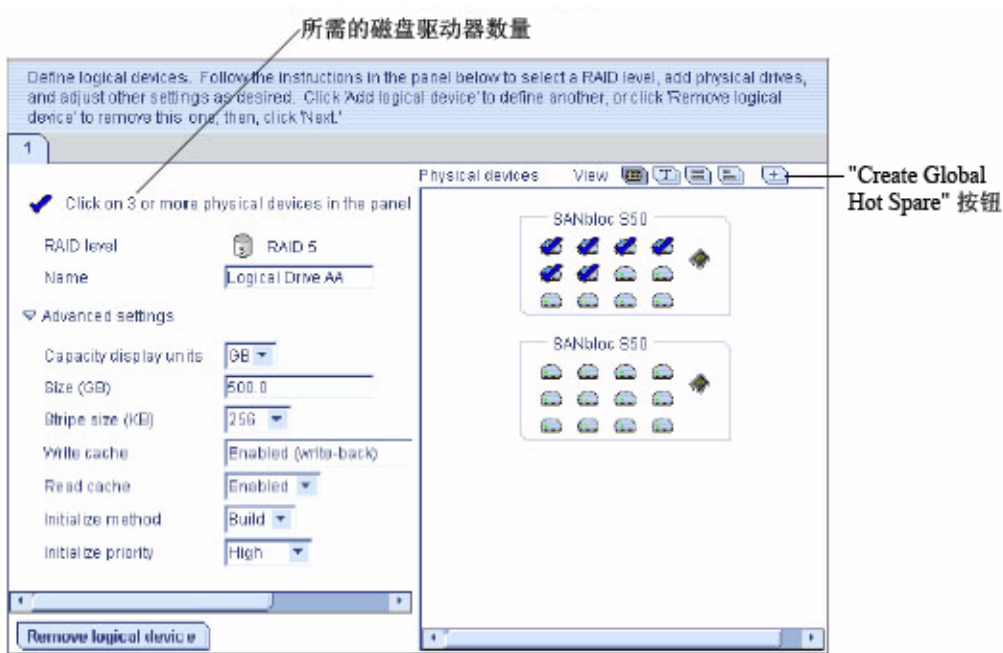 所需的磁盘驱动器数量
Define logical devices. Follow the instructions in the panel below to select a RAID level, add physical drives,
and adjust other settings as desired. Click 'Add logical device' to define another, or click 'Remove logical
device' to remove this one, then, click 'Next.'
1
Physical devices View
"Create Global
Hot Spare" 按钮
Click on 3 or more physical devices in the panel
RAID level RAID 5
Name Logical Drive AA
Advanced settings
Capacity display units GB
Size (GB) 500.0
Stripe size (KB) 256
Write cache Enabled (write-back)
Read cache Enabled
Initialize method Build
Initialize priority High
Remove logical device
SANbloc S50
SANbloc S50